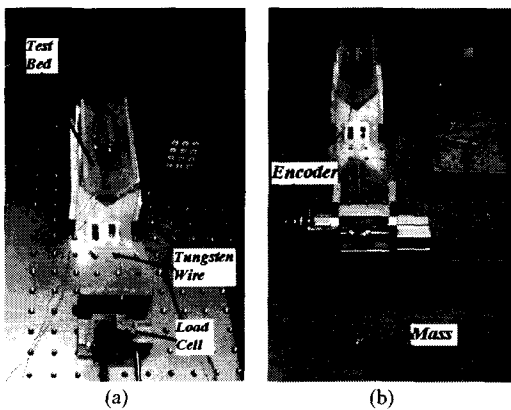 Test
Bed
Tungsten
Wire
Load
Cell
(a)
Encoder
Mass
(b)